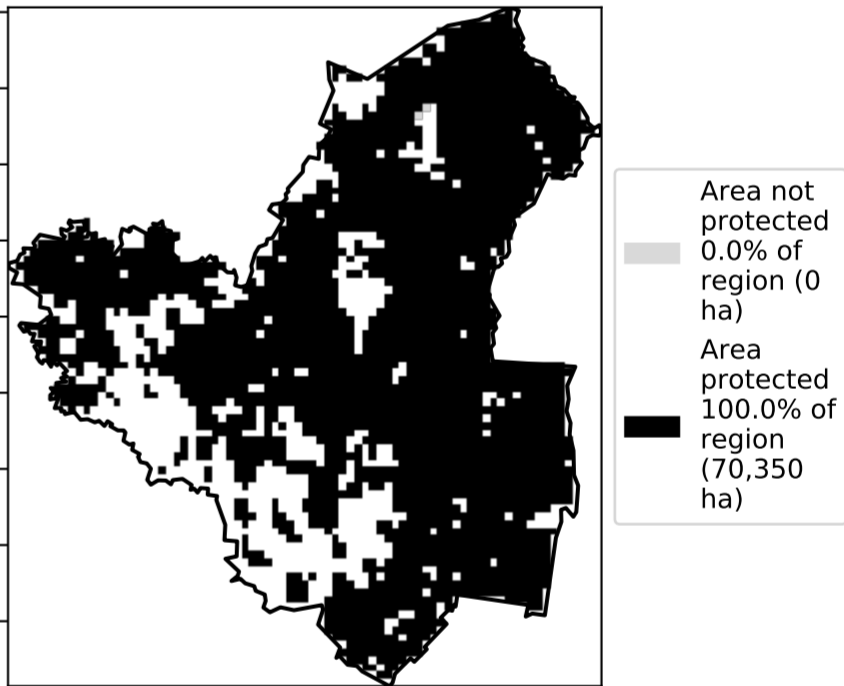 Area not
protected
0.0% of
region (0
ha)
Area
protected
100.0% of
region
(70,350
ha)